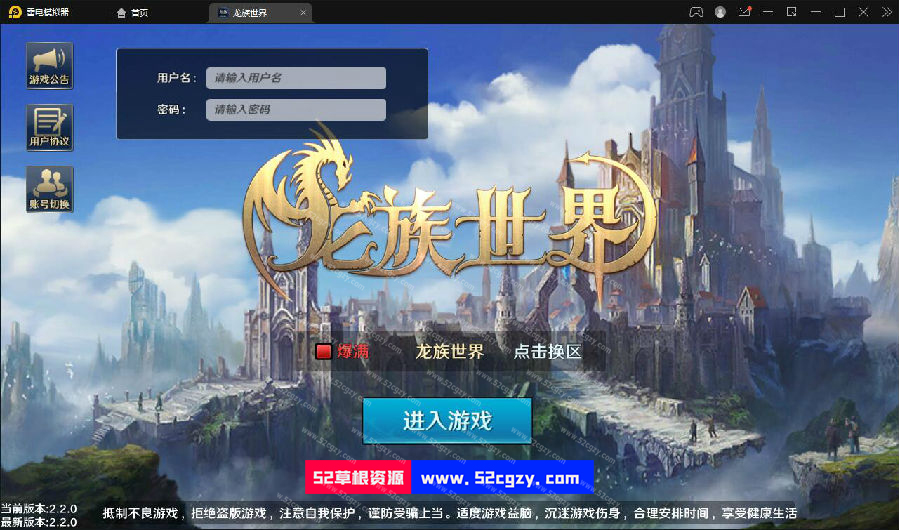 雷电模拟器
首页
龙族世界
游戏公告
用户协议
账号切换
用户名：
请输入用户名
密码：
请输入密码
龙族世界
爆满
龙族世界
点击换区
进入游戏
52草根资源
www.52cgzy.com
当前版本:2.2.0
最新版本:2.2.0
抵制不良游戏，拒绝盗版游戏，注意自我保护，谨防受骗上当。适度游戏益脑，沉迷游戏伤身，合理安排时间，享受健康生活